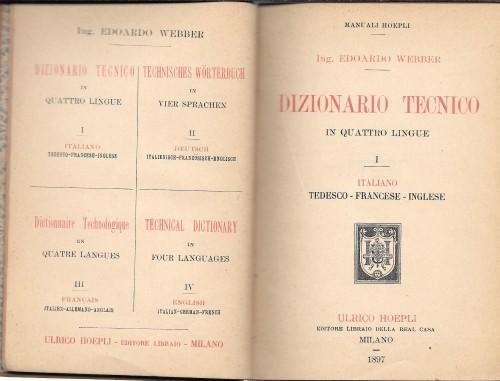 Ing. EDOARDO WEBBER
DIZIONARIO TECNICO
IN
QUATTRO LINGUE
I
ITALIANO
TEDESCO-FRANCESE-INGLESE
TECHNISCHES WÖRTERBUCH
IN
VIER SPRACHEN
II
DEUTSCH
ITALIENISCH-FRANZÖSISCH-ENGLISCH
Dictionnaire Technologique
EN
QUATRE LANGUES
III
FRANCAIS
ITALIEN-ALLEMAND-ANGLAIS
TECHNICAL DICTIONARY
IN
FOUR LANGUAGES
IV
ENGLISH
ITALIAN-GERMAN-FRENCH
ULRICO HOEPLI - EDITORE LIBRAIO - MILANO
MANUALI HOEPLI
Ing. EDOARDO WEBBER
DIZIONARIO TECNICO
IN QUATTRO LINGUE
I
ITALIANO
TEDESCO - FRANCESE - INGLESE
ULRICO HOEPLI
EDITORE LIBRAIO DELLA REAL CASA
MILANO
1897